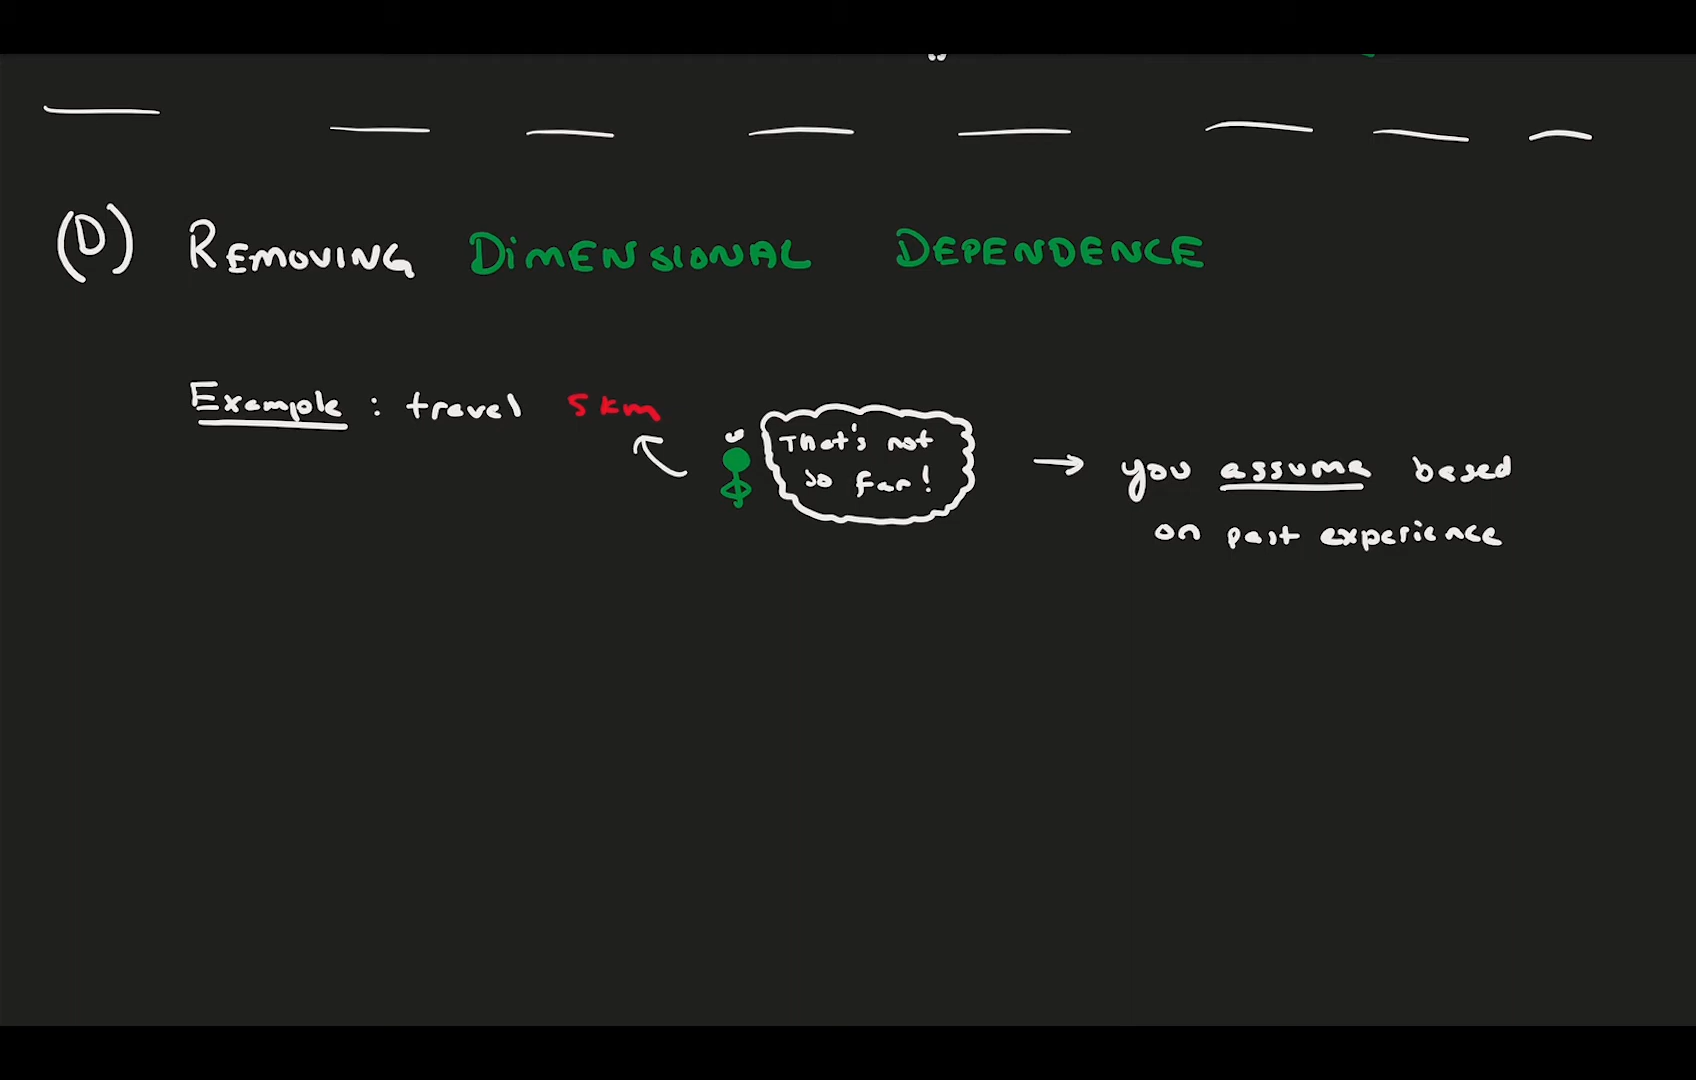 (D) REMOVING DIMENSIONAL DEPENDENCE
Example : travel 5 km
That's not
so far!
→ you assume based
on past experience